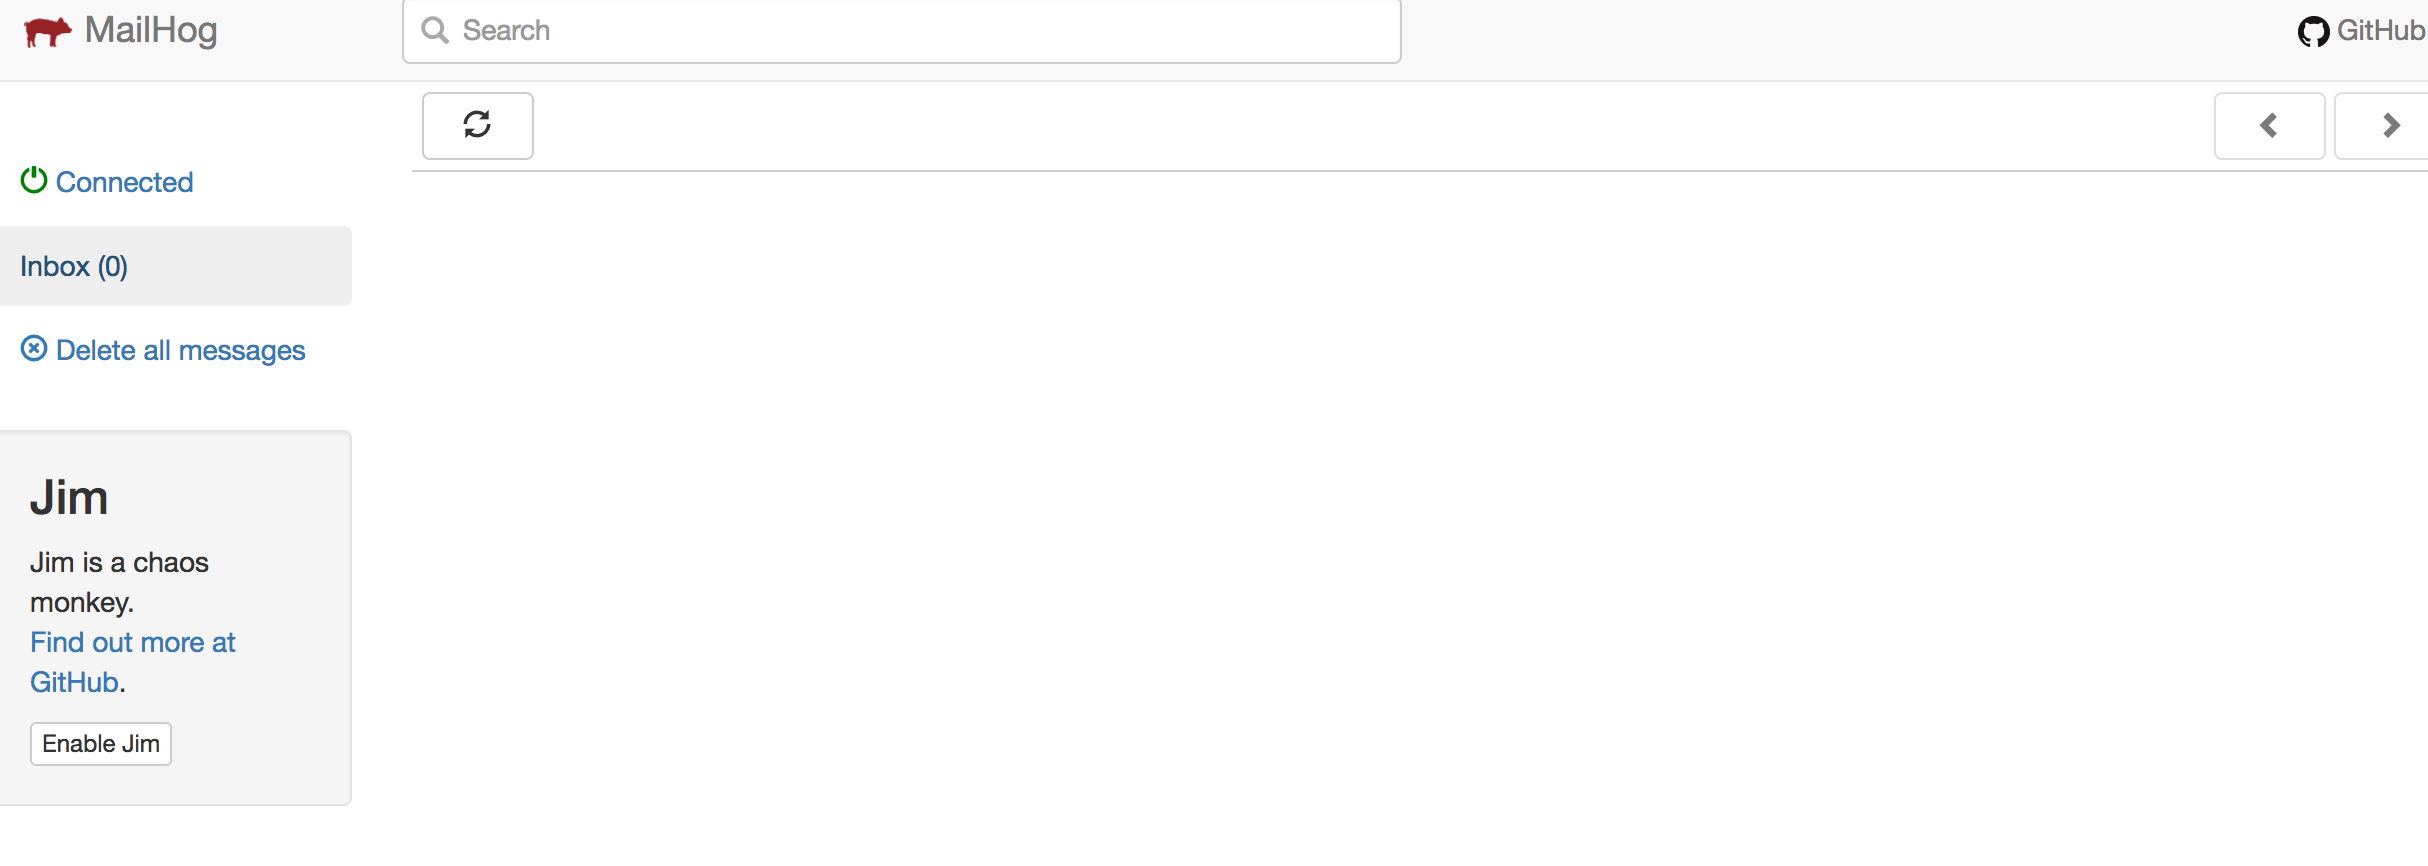 MailHog
Search
GitHub
Connected
Inbox (0)
Delete all messages
Jim
Jim is a chaos
monkey.
Find out more at
GitHub.
Enable Jim